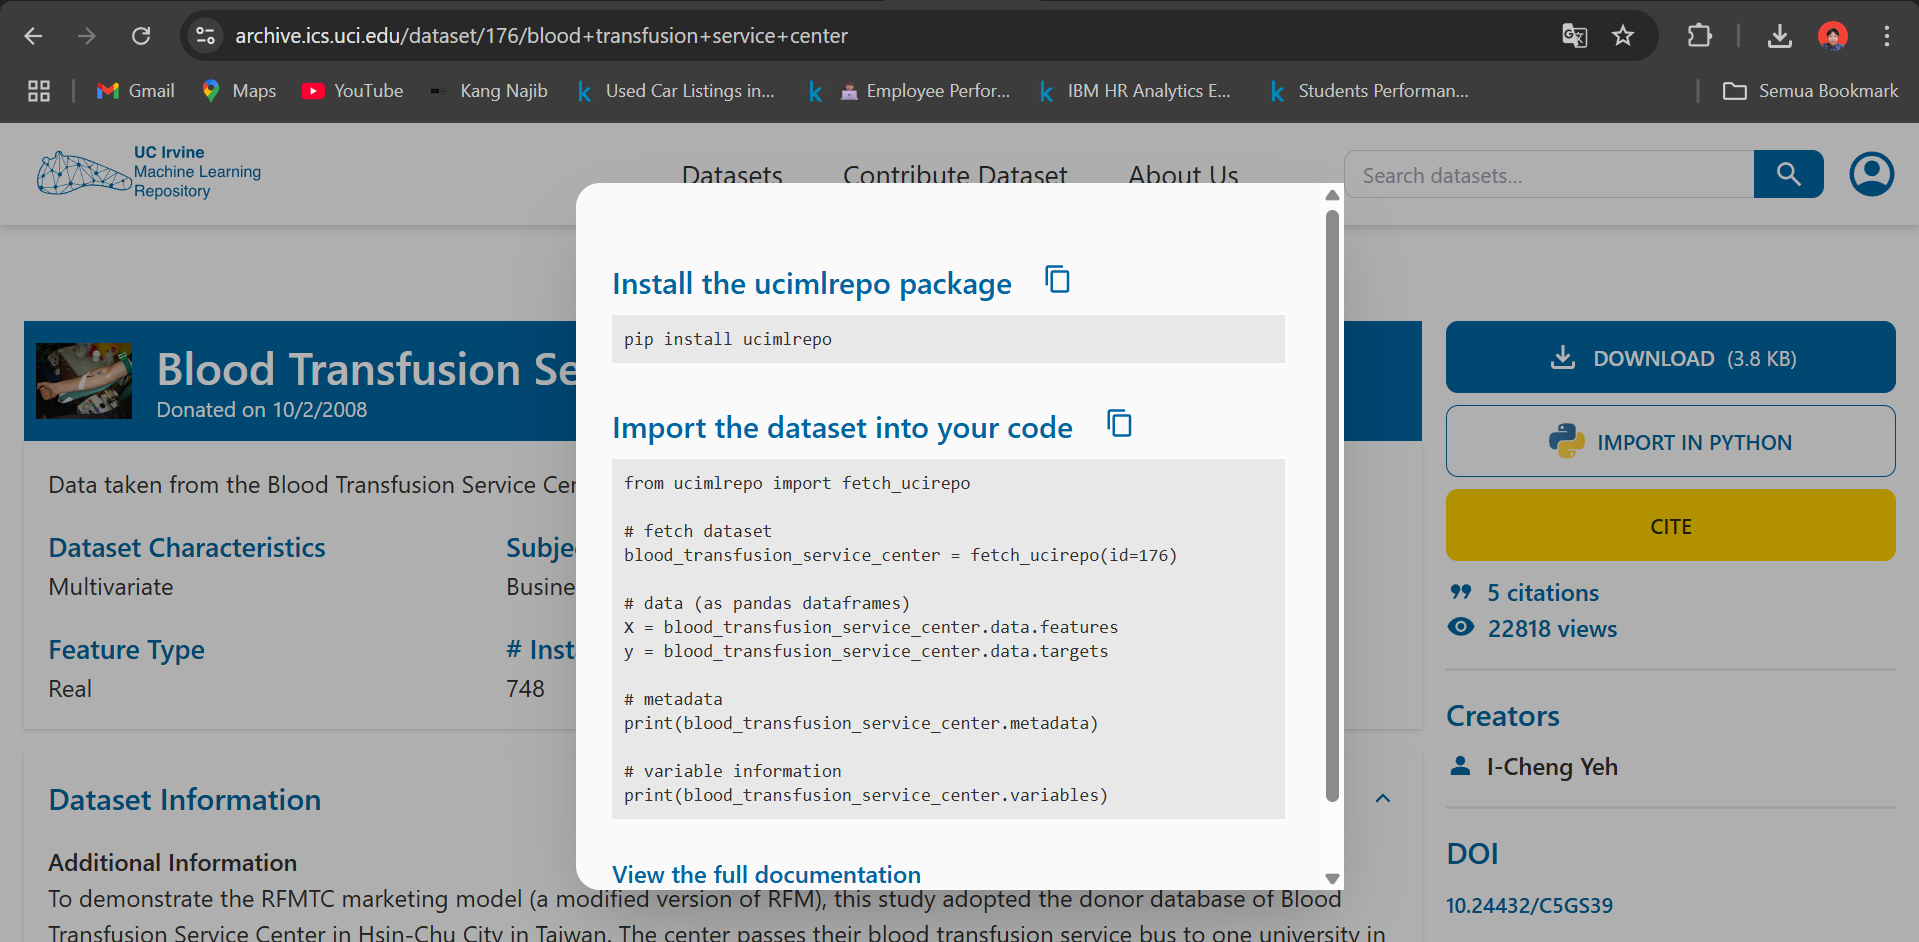 archive.ics.uci.edu/dataset/176/blood+transfusion+service+center
Gmail
Maps
YouTube
Kang Najib
Used Car Listings in...
Employee Perfor...
IBM HR Analytics E...
Students Performan...
Semua Bookmark
UC Irvine
Machine Learning
Repository
Datasets
Contribute Dataset
About Us
Search datasets...
Install the ucimlrepo package
pip install ucimlrepo
Import the dataset into your code
from ucimlrepo import fetch_ucirepo
# fetch dataset
blood_transfusion_service_center = fetch_ucirepo(id=176)
# data (as pandas dataframes)
X = blood_transfusion_service_center.data.features
y = blood_transfusion_service_center.data.targets
# metadata
print(blood_transfusion_service_center.metadata)
# variable information
print(blood_transfusion_service_center.variables)
View the full documentation
Blood Transfusion Se
Donated on 10/2/2008
Data taken from the Blood Transfusion Service Cen
Dataset Characteristics
Multivariate
Subje
Busine
Feature Type
Real
# Inst
748
Dataset Information
Additional Information
To demonstrate the RFMTC marketing model (a modified version of RFM), this study adopted the donor database of Blood
Transfusion Service Center in Hsin-Chu City in Taiwan. The center passes their blood transfusion service bus to one university in
DOWNLOAD (3.8 KB)
IMPORT IN PYTHON
CITE
5 citations
22818 views
Creators
I-Cheng Yeh
DOI
10.24432/C5GS39